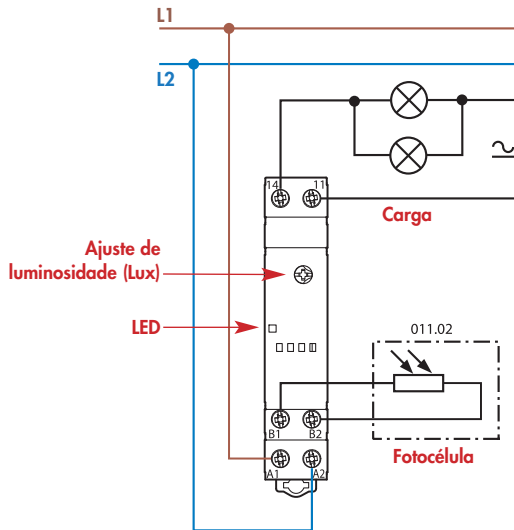 L1
L2
14
11
Carga
Ajuste de
luminosidade (Lux)
LED
011.02
B1
B2
Fotocélula
A1
A2